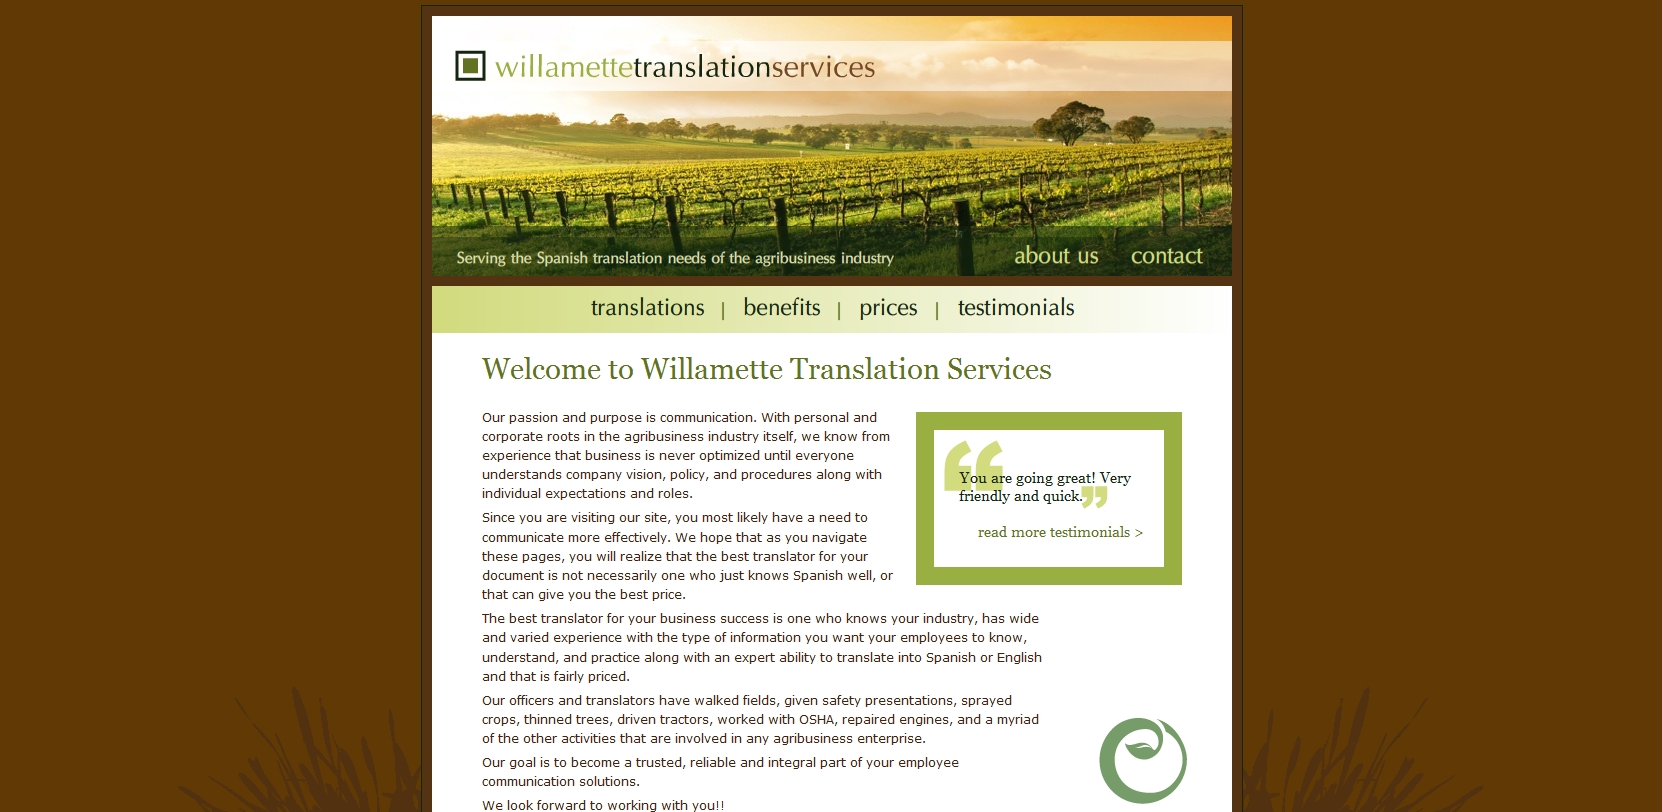 willamettetranslationservices
Serving the Spanish translation needs of the agribusiness industry
about us contact
translations | benefits | prices | testimonials
Welcome to Willamette Translation Services
Our passion and purpose is communication. With personal and
corporate roots in the agribusiness industry itself, we know from
experience that business is never optimized until everyone
understands company vision, policy, and procedures along with
individual expectations and roles.
Since you are visiting our site, you most likely have a need to
communicate more effectively. We hope that as you navigate
these pages, you will realize that the best translator for your
document is not necessarily one who just knows Spanish well, or
that can give you the best price.
“You are going great! Very
friendly and quick.”
read more testimonials >
The best translator for your business success is one who knows your industry, has wide
and varied experience with the type of information you want your employees to know,
understand, and practice along with an expert ability to translate into Spanish or English
and that is fairly priced.
Our officers and translators have walked fields, given safety presentations, sprayed
crops, thinned trees, driven tractors, worked with OSHA, repaired engines, and a myriad
of the other activities that are involved in any agribusiness enterprise.
Our goal is to become a trusted, reliable and integral part of your employee
communication solutions.
We look forward to working with you!!